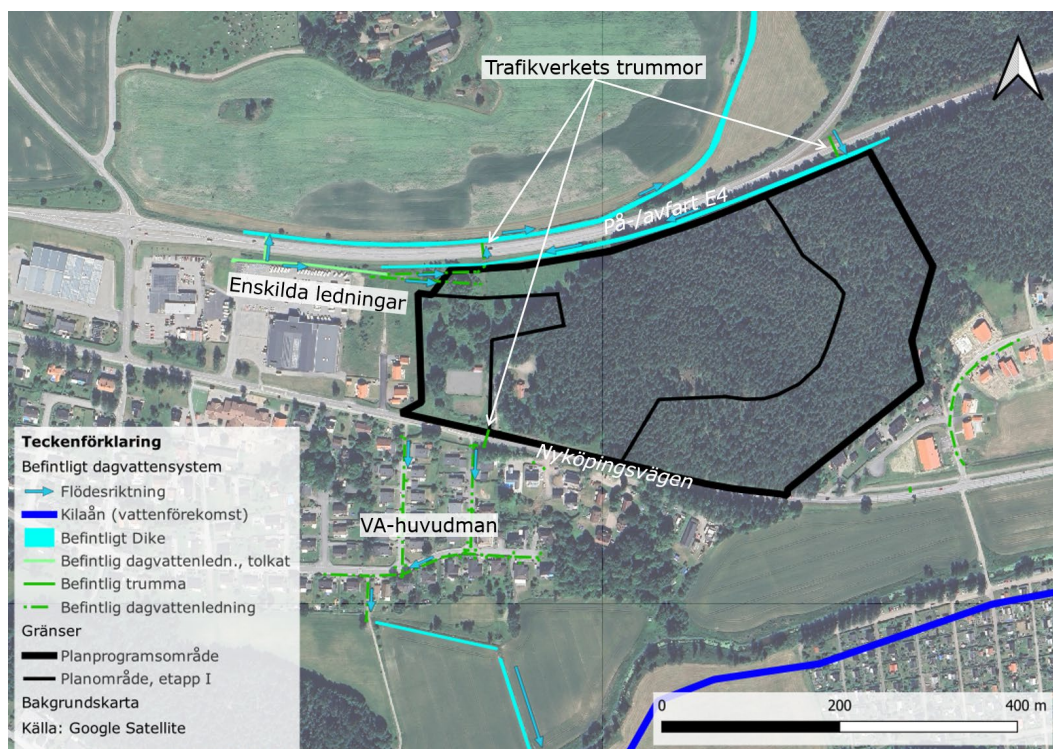 Trafikverkets trummor
På-/avfart E4
Enskilda ledningar
Nyköpingsvägen
VA-huvudman
Teckenförklaring
Befintligt dagvattensystem
Flödesriktning
Kilaån (vattenförekomst)
Befintligt Dike
Befintlig dagvattenledn., tolkat
Befintlig trumma
Befintlig dagvattenledning
Gränser
Planprogramsområde
Planområde, etapp I
Bakgrundskarta
Källa: Google Satellite
0 200 400 m